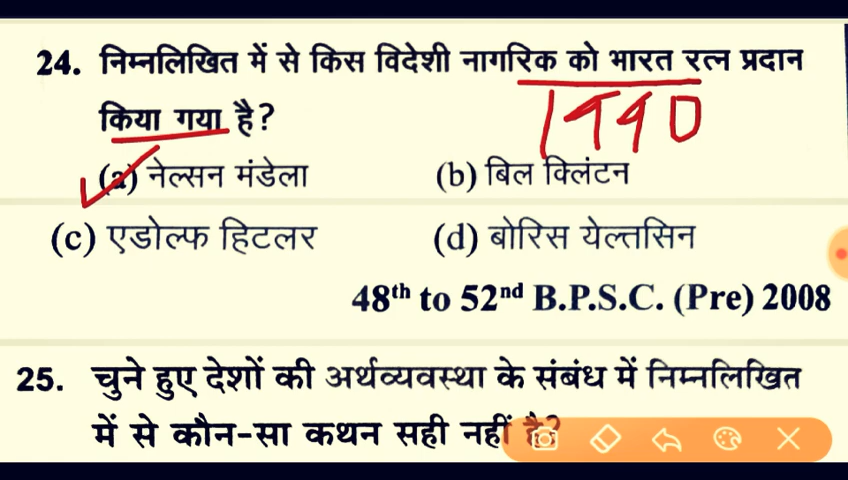 24. निम्नलिखित में से किस विदेशी नागरिक को भारत रत्न प्रदान
किया गया है?
1990
(a) नेल्सन मंडेला (b) बिल क्लिंटन
(c) एडोल्फ हिटलर (d) बोरिस येल्तसिन
48th to 52nd B.P.S.C. (Pre) 2008
25. चुने हुए देशों की अर्थव्यवस्था के संबंध में निम्नलिखित
में से कौन-सा कथन सही नहीं है?